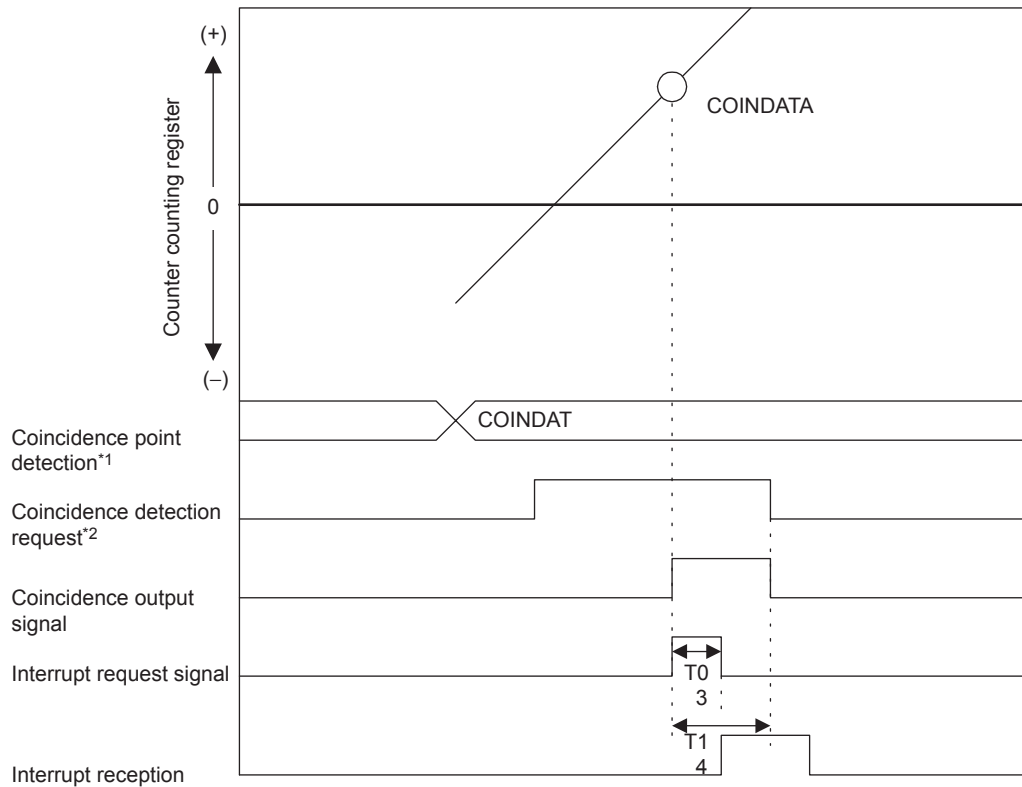 (+)
Counter counting register
0
(−)
COINDATA
COINDAT
Coincidence point
detection*1
Coincidence detection
request*2
Coincidence output
signal
Interrupt request signal
T0
3
T1
4
Interrupt reception